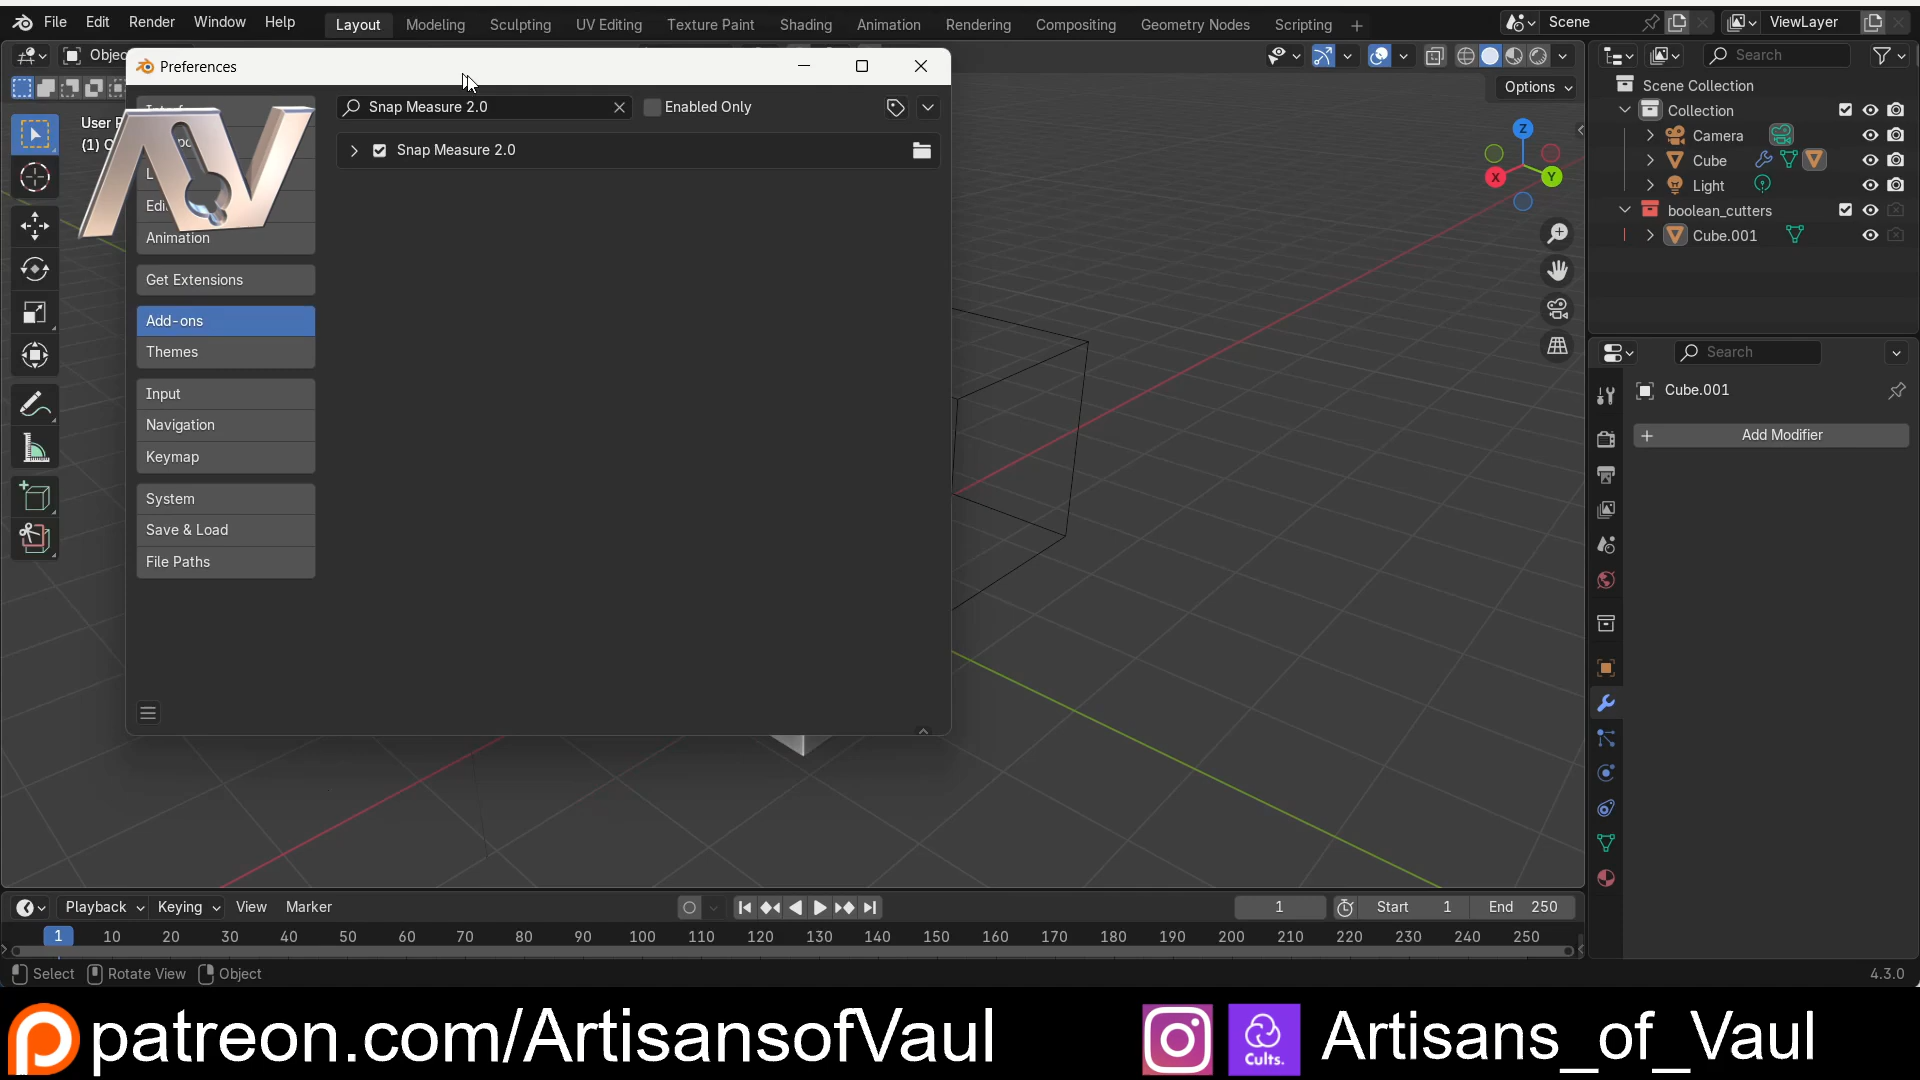 File Edit Render Window Help Layout Modeling Sculpting UV Editing Texture Paint Shading Animation Rendering Compositing Geometry Nodes Scripting + Scene ViewLayer
Objec
Preferences
Search
Options
Scene Collection
Collection
Camera
Cube
Light
boolean_cutters
Cube.001
User P
(1) C
Snap Measure 2.0
Enabled Only
Snap Measure 2.0
Animation
Get Extensions
Add-ons
Themes
Input
Navigation
Keymap
System
Save & Load
File Paths
AV
Z
X
Y
Search
Cube.001
Add Modifier
Playback Keying View Marker
1
Start 1
End 250
1 10 20 30 40 50 60 70 80 90 100 110 120 130 140 150 160 170 180 190 200 210 220 230 240 250
Select Rotate View Object
4.3.0
patreon.com/ArtisansofVaul
Cults.
Artisans_of_Vaul